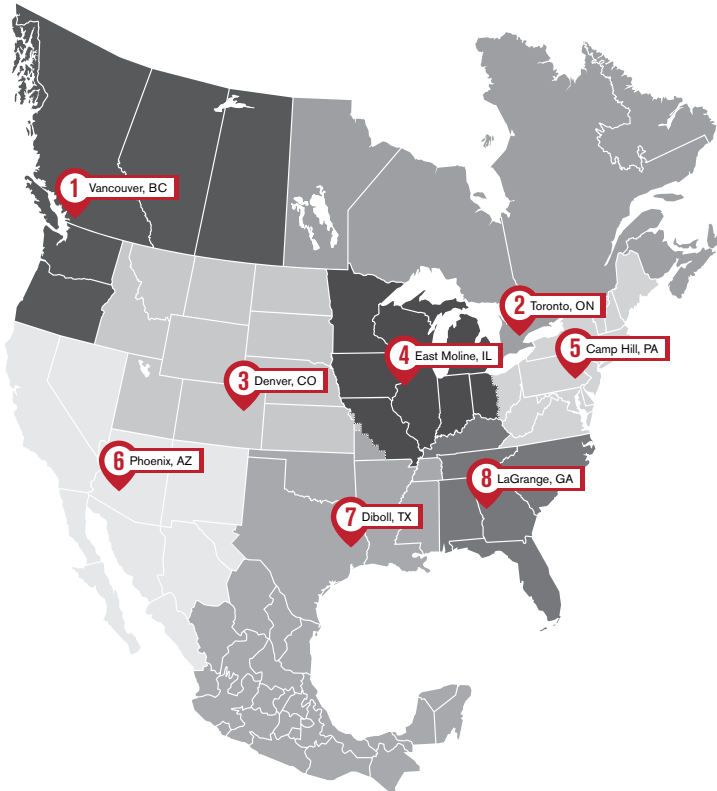 1 Vancouver, BC
2 Toronto, ON
5 Camp Hill, PA
4 East Moline, IL
3 Denver, CO
6 Phoenix, AZ
8 LaGrange, GA
7 Diboll, TX